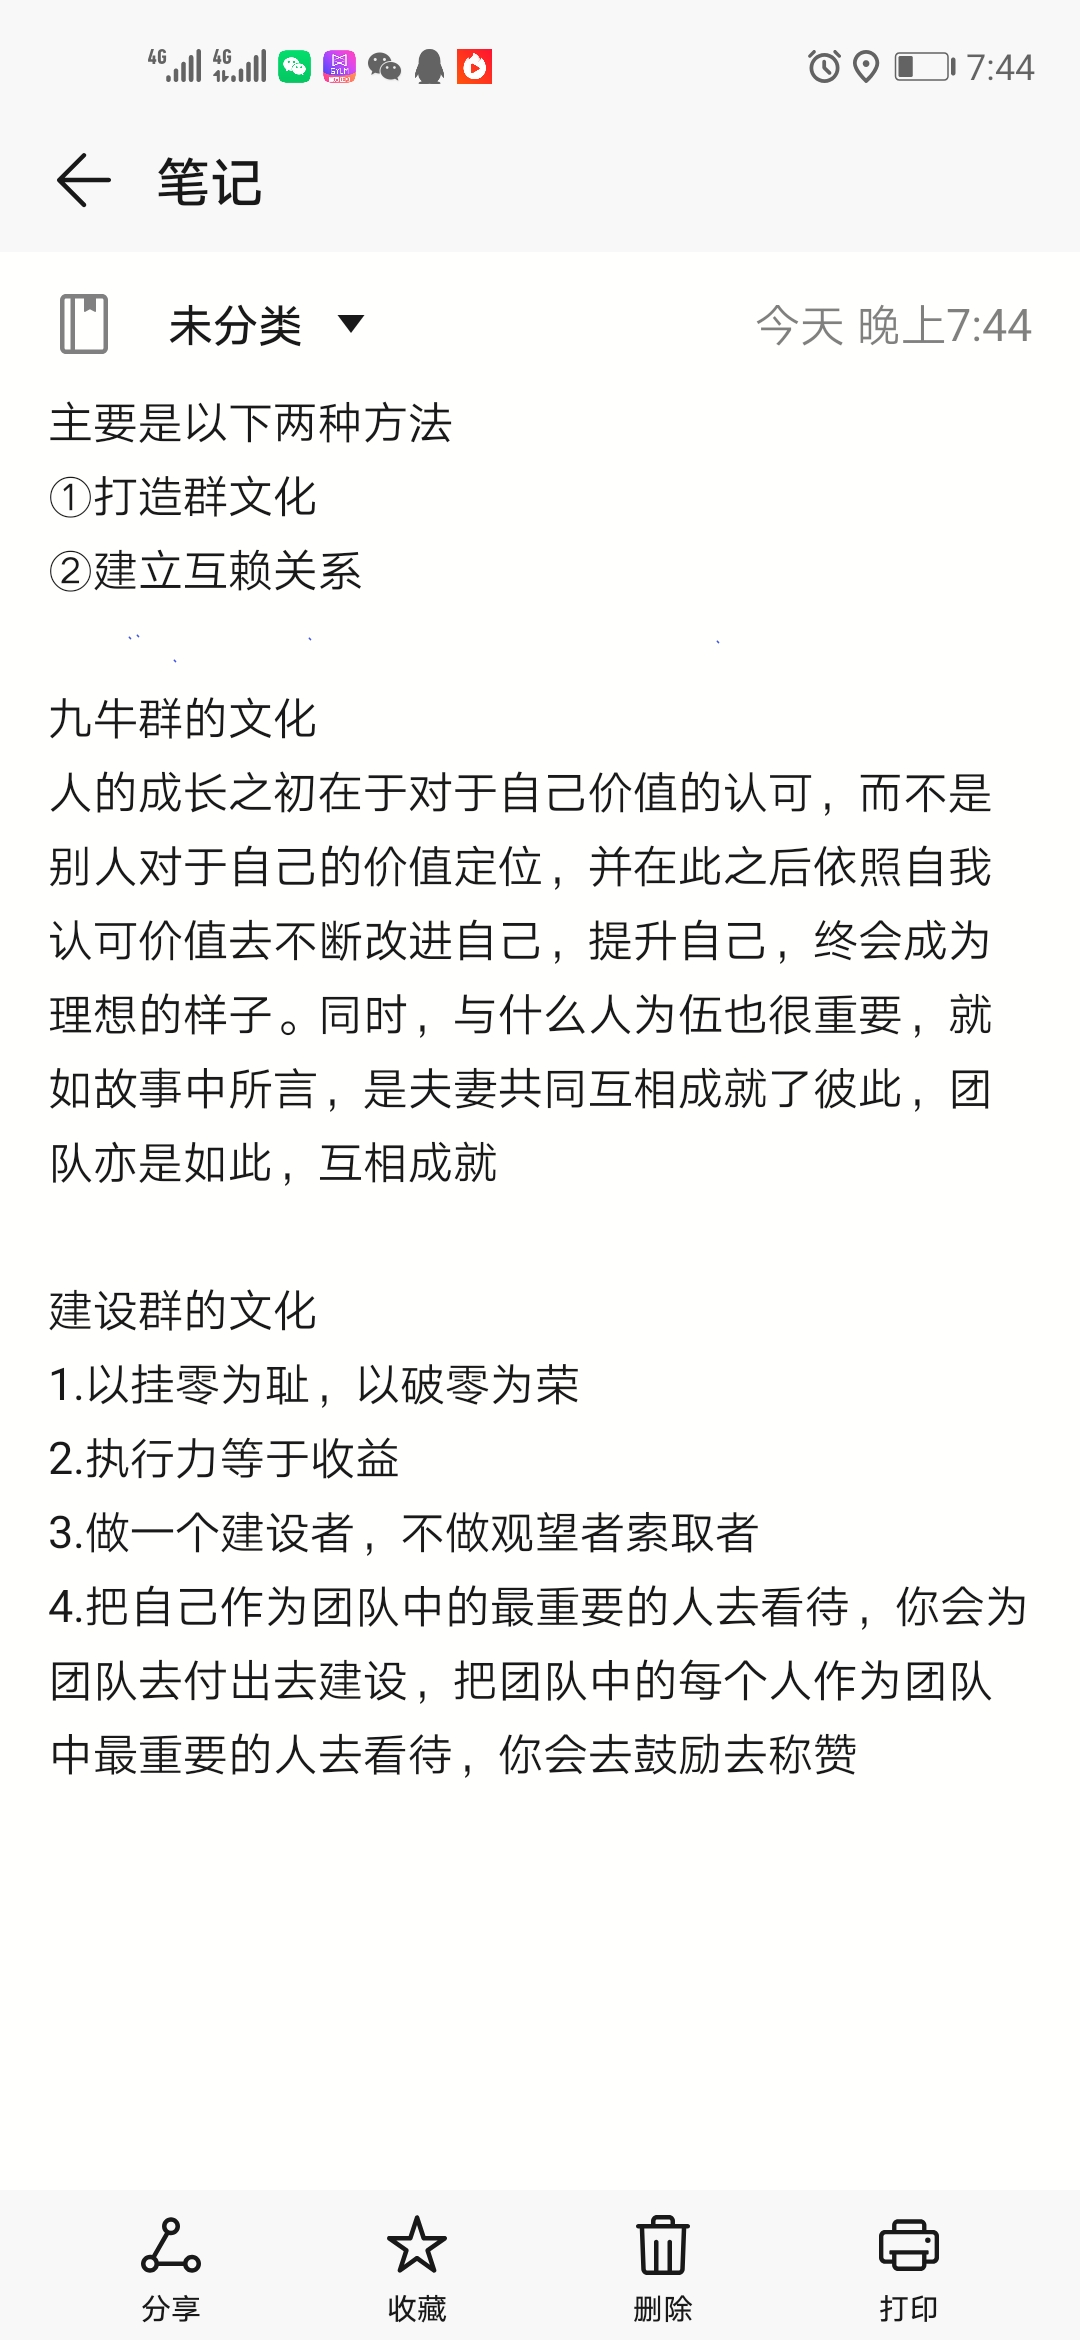 4G 4G 7:44
笔记
未分类 今天 晚上7:44
主要是以下两种方法
①打造群文化
②建立互赖关系
九牛群的文化
人的成长之初在于对于自己价值的认可，而不是
别人对于自己的价值定位，并在此之后依照自我
认可价值去不断改进自己，提升自己，终会成为
理想的样子。同时，与什么人为伍也很重要，就
如故事中所言，是夫妻共同互相成就了彼此，团
队亦是如此，互相成就
建设群的文化
1.以挂零为耻，以破零为荣
2.执行力等于收益
3.做一个建设者，不做观望者索取者
4.把自己作为团队中的最重要的人去看待，你会为
团队去付出去建设，把团队中的每个人作为团队
中最重要的人去看待，你会去鼓励去称赞
分享 收藏 删除 打印